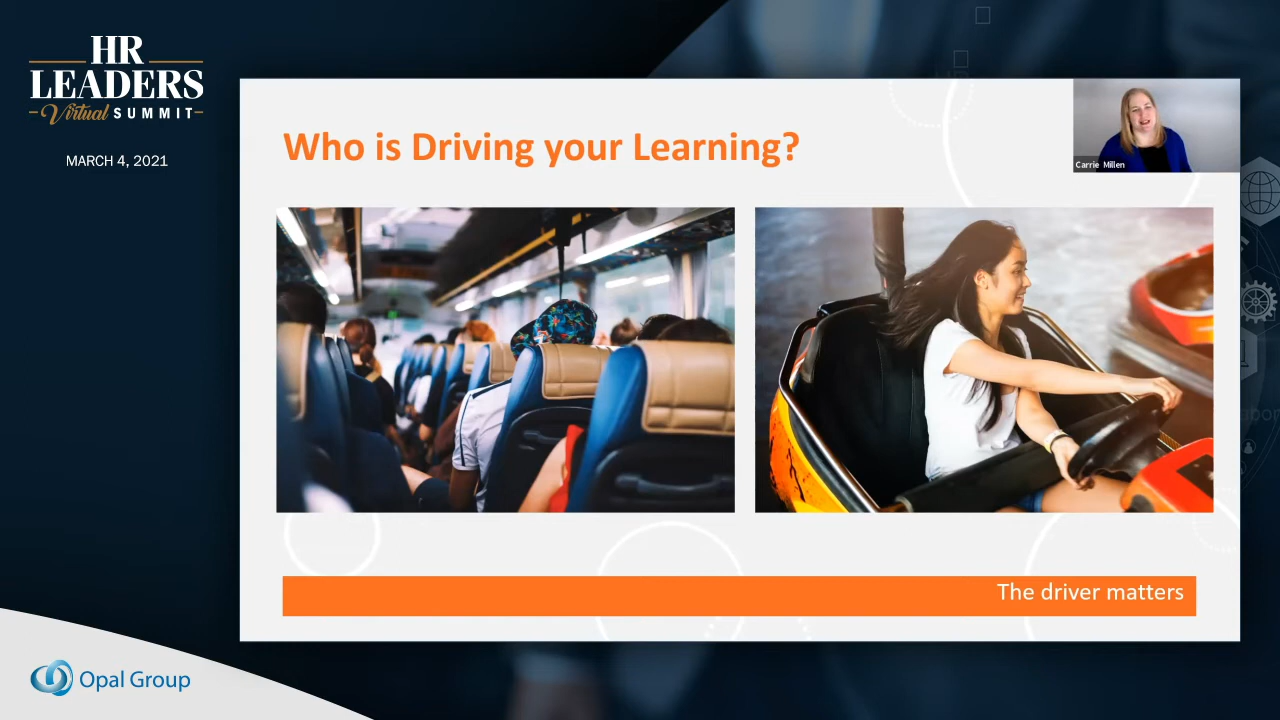 HR
LEADERS
Virtual SUMMIT
MARCH 4, 2021
Who is Driving your Learning?
Carrie Millen
The driver matters
Opal Group